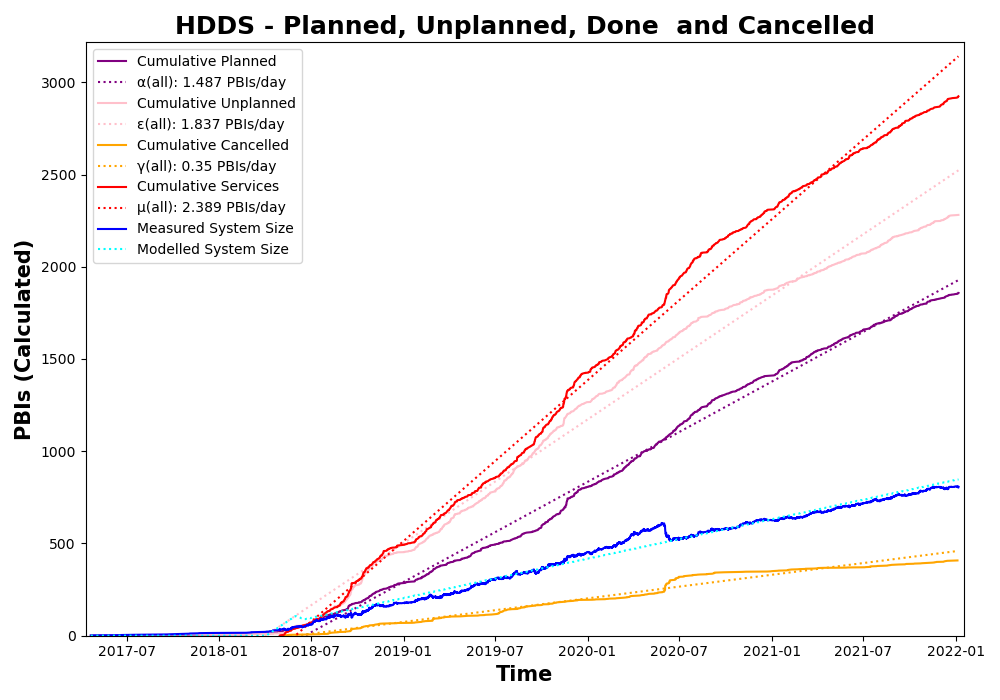 HDDS - Planned, Unplanned, Done  and Cancelled
Cumulative Planned
α(all): 1.487 PBIs/day
Cumulative Unplanned
ε(all): 1.837 PBIs/day
Cumulative Cancelled
γ(all): 0.35 PBIs/day
Cumulative Services
μ(all): 2.389 PBIs/day
Measured System Size
Modelled System Size
PBIs (Calculated)
3000
2500
2000
1500
1000
500
0
2017-07 2018-01 2018-07 2019-01 2019-07 2020-01 2020-07 2021-01 2021-07 2022-01
Time